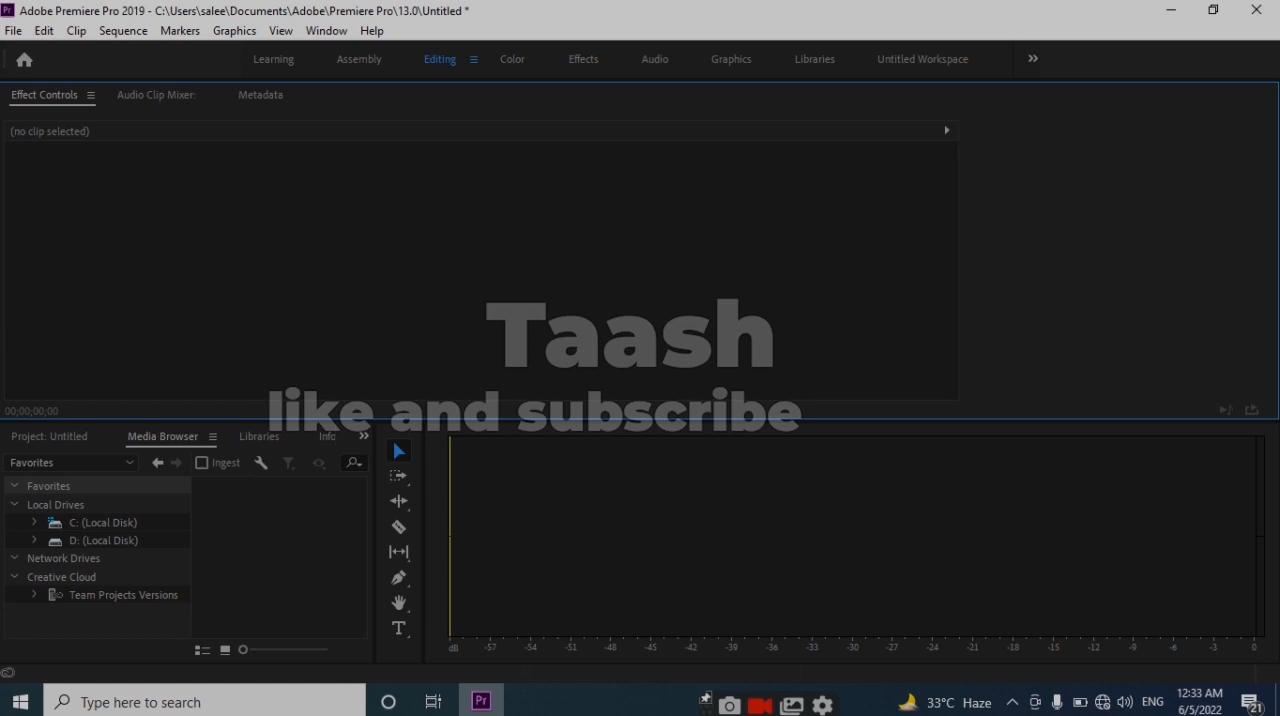 Adobe Premiere Pro 2019 - C:\Users\salee\Documents\Adobe\Premiere Pro\13.0\Untitled *
File Edit Clip Sequence Markers Graphics View Window Help
Learning Assembly Editing Color Effects Audio Graphics Libraries Untitled Workspace
Effect Controls Audio Clip Mixer: Metadata
(no clip selected)
Taash
like and subscribe
00;00;00;00
Project: Untitled Media Browser Libraries Info
Favorites Ingest
Favorites
Local Drives
C: (Local Disk)
D: (Local Disk)
Network Drives
Creative Cloud
Team Projects Versions
dB -57 -54 -51 -48 -45 -42 -39 -36 -33 -30 -27 -24 -21 -18 -15 -12 -9 -6 -3 0
Type here to search
33°C Haze ENG
12:33 AM
6/5/2022
21